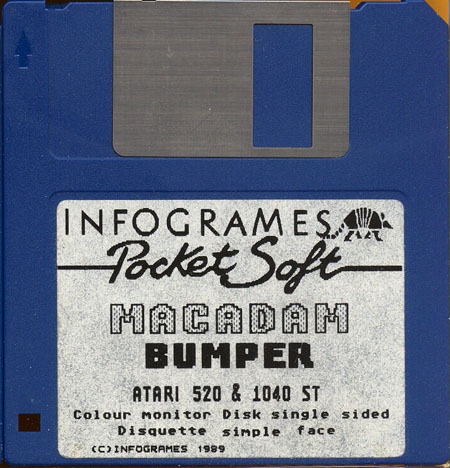 INFOGRAMES
Pocket Soft
MACADAM
BUMPER
ATARI 520 & 1040 ST
Colour monitor Disk single sided
Disquette simple face
(C) INFOGRAMES 1989